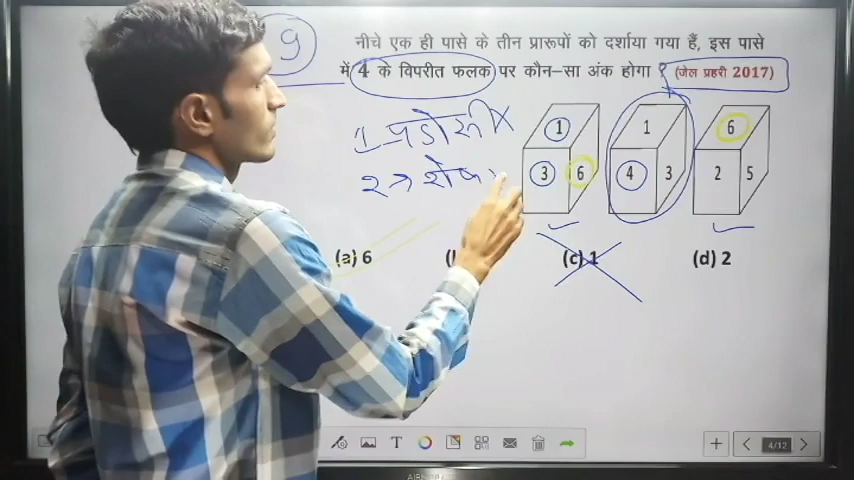 9
नीचे एक ही पासे के तीन प्रारूपों को दर्शाया गया हैं, इस पासे
में 4 के विपरीत फलक पर कौन-सा अंक होगा ? (जेल प्रहरी 2017)
1 पडोसी X
2 → शेष
1 3 6
1 4 3
6 2 5
(a) 6 (c) 1 (d) 2
T
4/12